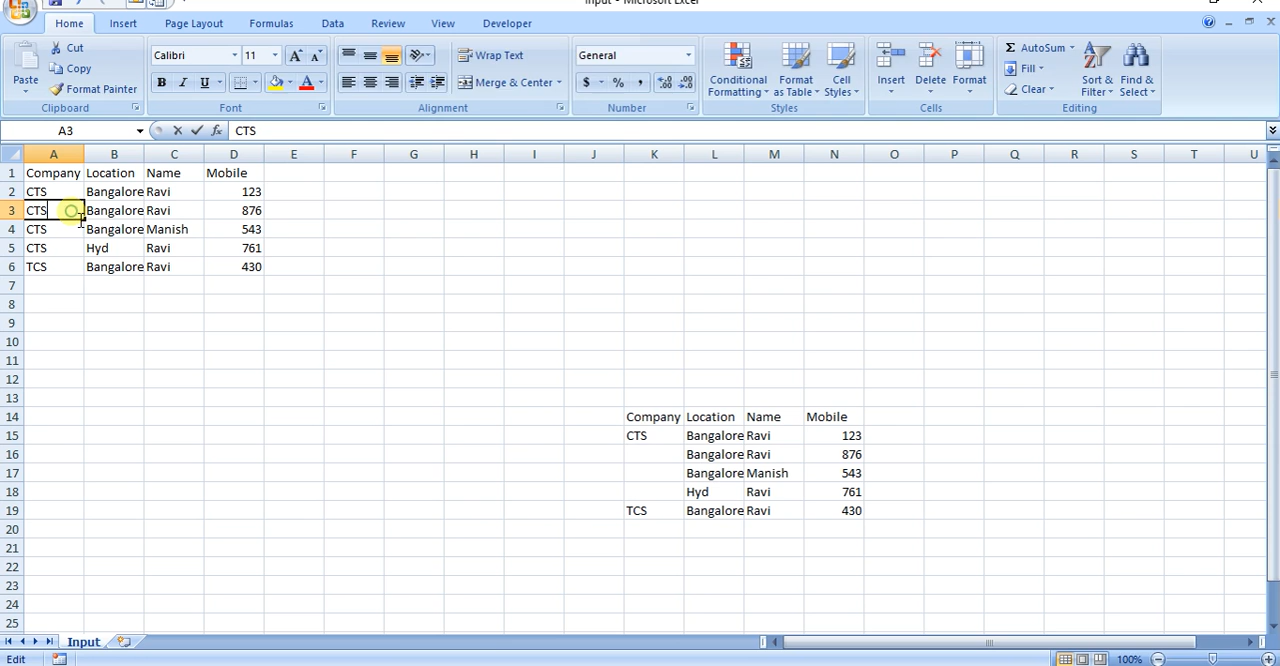 Input - Microsoft Excel
Home Insert Page Layout Formulas Data Review View Developer
Cut
Copy
Format Painter
Paste
Clipboard
Calibri 11 A A
B I U A
Font
Wrap Text
Merge & Center
Alignment
General
$ % , .00 .00
Number
Conditional Formatting
Format as Table
Cell Styles
Styles
Insert Delete Format
Cells
Σ AutoSum
Fill
Clear
Sort & Filter
Find & Select
Editing
A3 fx CTS
A B C D E F G H I J K L M N O P Q R S T U
1 Company Location Name Mobile
2 CTS Bangalore Ravi 123
3 CTS Bangalore Ravi 876
4 CTS Bangalore Manish 543
5 CTS Hyd Ravi 761
6 TCS Bangalore Ravi 430
7
8
9
10
11
12
13
14 Company Location Name Mobile
15 CTS Bangalore Ravi 123
16 Bangalore Ravi 876
17 Bangalore Manish 543
18 Hyd Ravi 761
19 TCS Bangalore Ravi 430
20
21
22
23
24
25
Input
Edit 100%